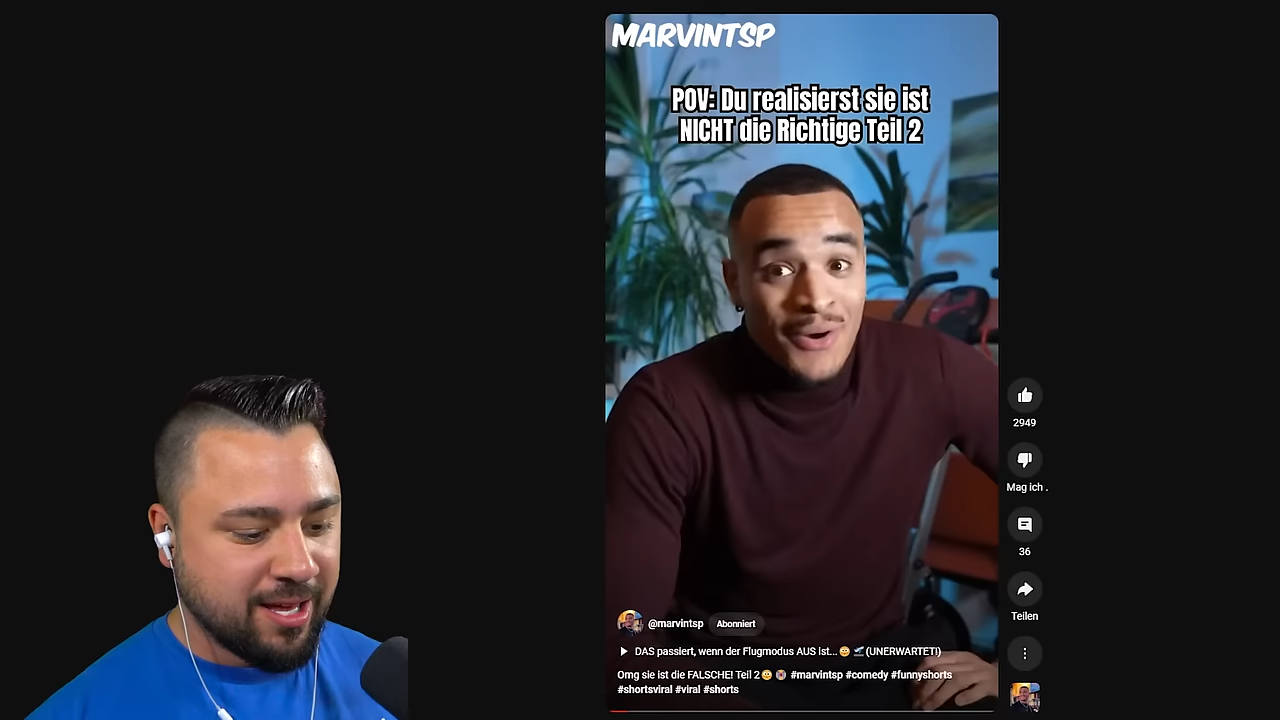 MARVINTSP
POV: Du realisierst sie ist
NICHT die Richtige Teil 2
2949
Mag ich .
36
Teilen
@marvintsp Abonniert
DAS passiert, wenn der Flugmodus AUS ist...😳 🛫(UNERWARTET!)
Omg sie ist die FALSCHE! Teil 2😳 😭 #marvintsp #comedy #funnyshorts
#shortsviral #viral #shorts